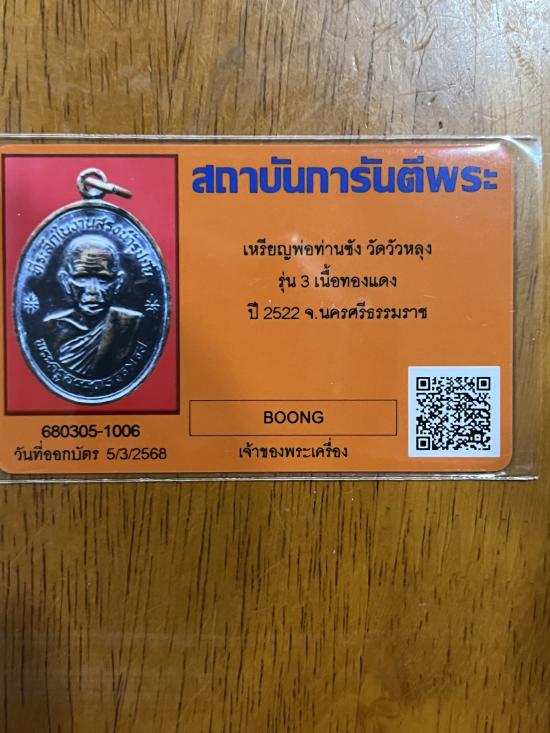 สถาบันการันตีพระ
เหรียญพ่อท่านซัง วัดวัวหลุง
รุ่น 3 เนื้อทองแดง
ปี 2522 จ.นครศรีธรรมราช
BOONG
เจ้าของพระเครื่อง
680305-1006
วันที่ออกบัตร 5/3/2568